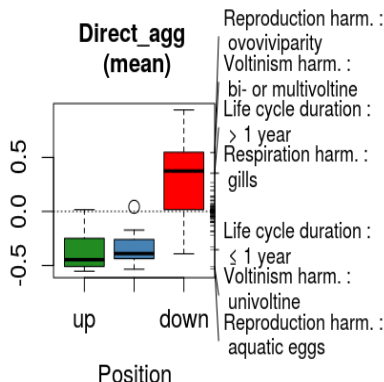 Direct_agg
(mean)
0.5
0.0
-0.5
up
down
Position
Reproduction harm. :
ovoviviparity
Voltinism harm. :
bi- or multivoltine
Life cycle duration :
> 1 year
Respiration harm. :
gills
Life cycle duration :
≤ 1 year
Voltinism harm. :
univoltine
Reproduction harm. :
aquatic eggs